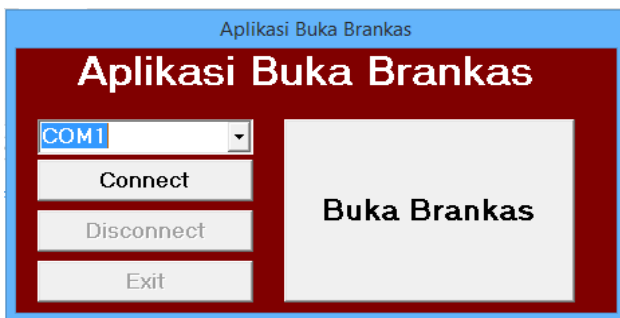 Aplikasi Buka Brankas
Aplikasi Buka Brankas
COM1
Connect
Disconnect
Exit
Buka Brankas